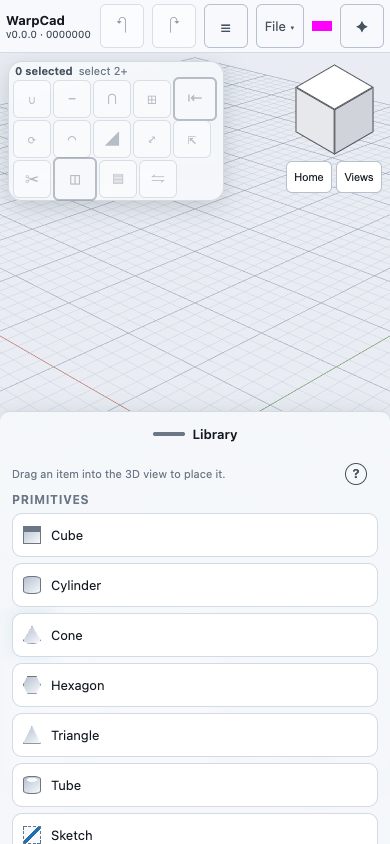 WarpCad
v0.0.0 · 0000000
File ▾
0 selected select 2+
Home
Views
Library
Drag an item into the 3D view to place it.
?
PRIMITIVES
Cube
Cylinder
Cone
Hexagon
Triangle
Tube
Sketch